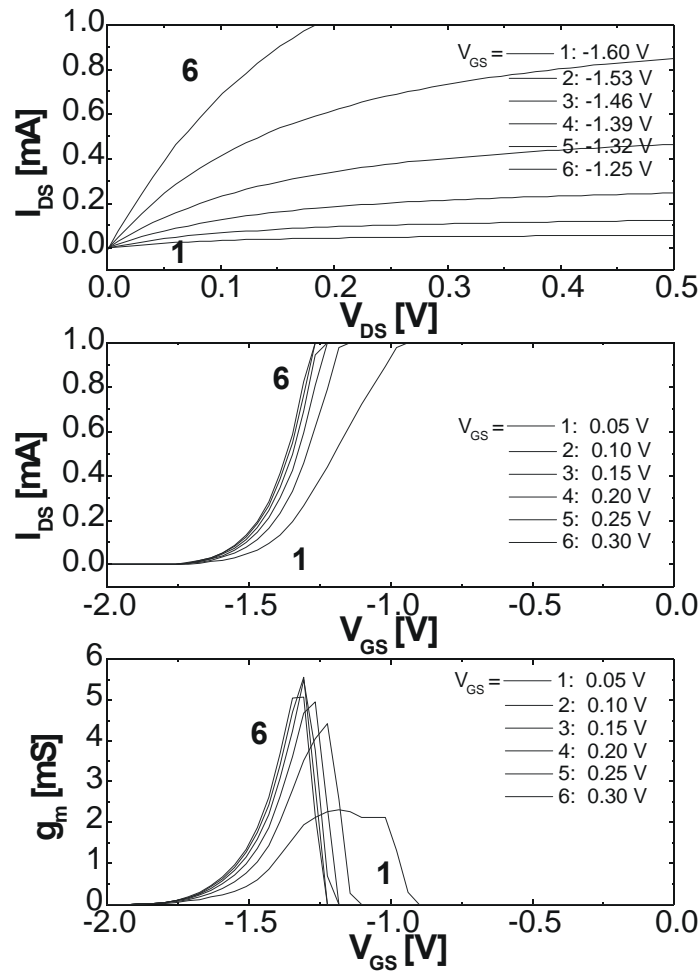 1.0
0.8
0.6
0.4
0.2
0.0
I_DS [mA]
6
1
V_GS = 1: -1.60 V
2: -1.53 V
3: -1.46 V
4: -1.39 V
5: -1.32 V
6: -1.25 V
0.0 0.1 0.2 0.3 0.4 0.5
V_DS [V]
1.0
0.8
0.6
0.4
0.2
0.0
I_DS [mA]
6
1
V_GS = 1: 0.05 V
2: 0.10 V
3: 0.15 V
4: 0.20 V
5: 0.25 V
6: 0.30 V
-2.0 -1.5 -1.0 -0.5 0.0
V_GS [V]
6
5
4
3
2
1
0
g_m [mS]
6
1
V_GS = 1: 0.05 V
2: 0.10 V
3: 0.15 V
4: 0.20 V
5: 0.25 V
6: 0.30 V
-2.0 -1.5 -1.0 -0.5 0.0
V_GS [V]